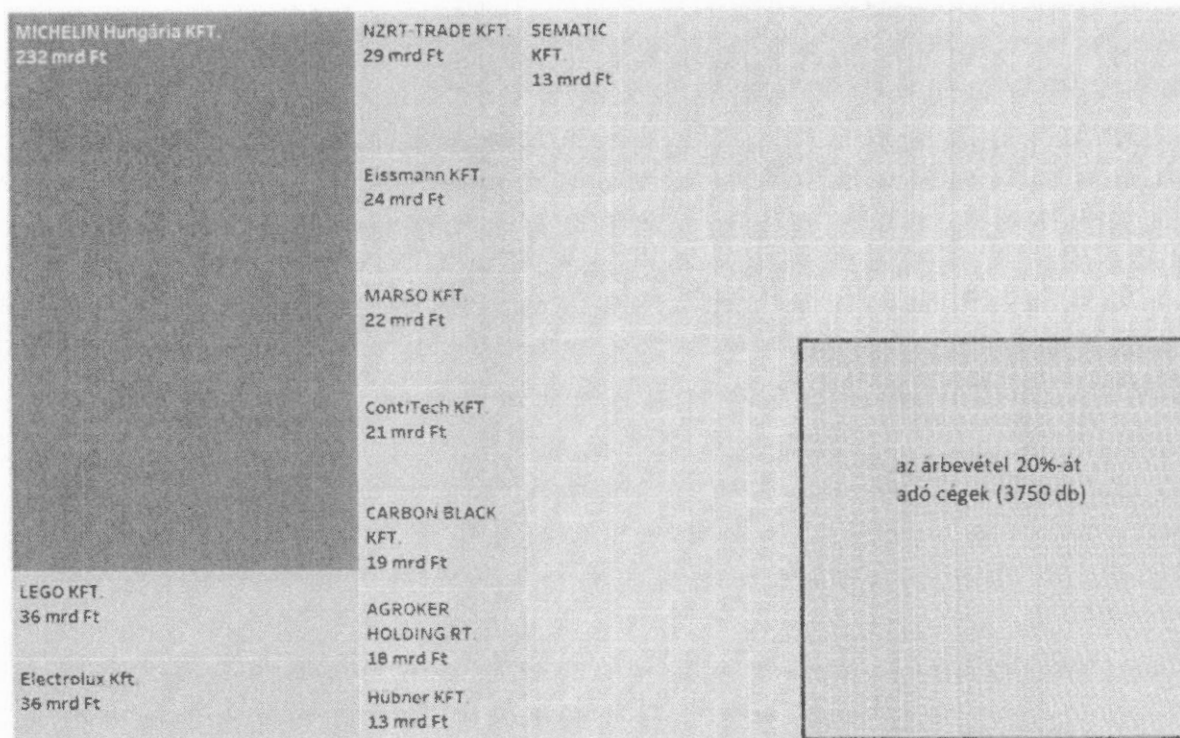 MICHELIN Hungária KFT.
232 mrd Ft
LEGO KFT.
36 mrd Ft
Electrolux Kft.
36 mrd Ft
NZRT-TRADE KFT.
29 mrd Ft
Eissmann KFT.
24 mrd Ft
MARSO KFT.
22 mrd Ft
ContiTech KFT.
21 mrd Ft
CARBON BLACK
KFT.
19 mrd Ft
AGROKER
HOLDING RT.
18 mrd Ft
Hübner KFT.
13 mrd Ft
SEMATIC
KFT.
13 mrd Ft
az árbevétel 20%-át
adó cégek (3750 db)